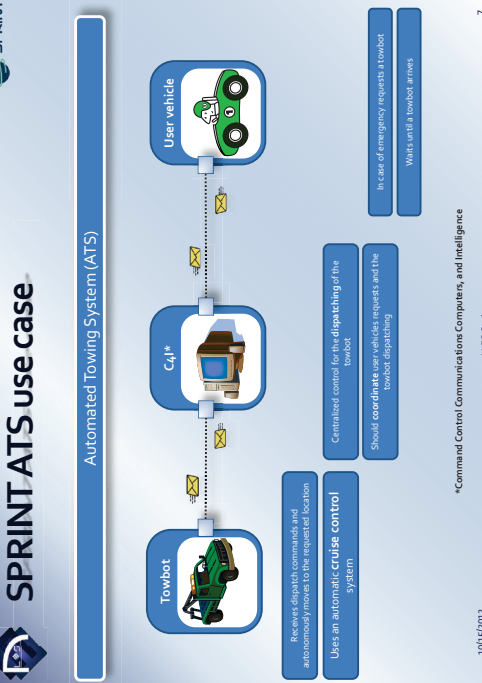 SPRINT ATS use case
Automated Towing System (ATS)
Towbot
C4I*
User vehicle
Receives dispatch commands and
autonomously moves to the requested location
Uses an automatic cruise control
system
Centralized control for the dispatching of the
towbot
Should coordinate user vehicles requests and the
towbot dispatching
In case of emergency requests a towbot
Waits until a towbot arrives
*Command Control Communications Computers, and Intelligence
10/15/2012
7